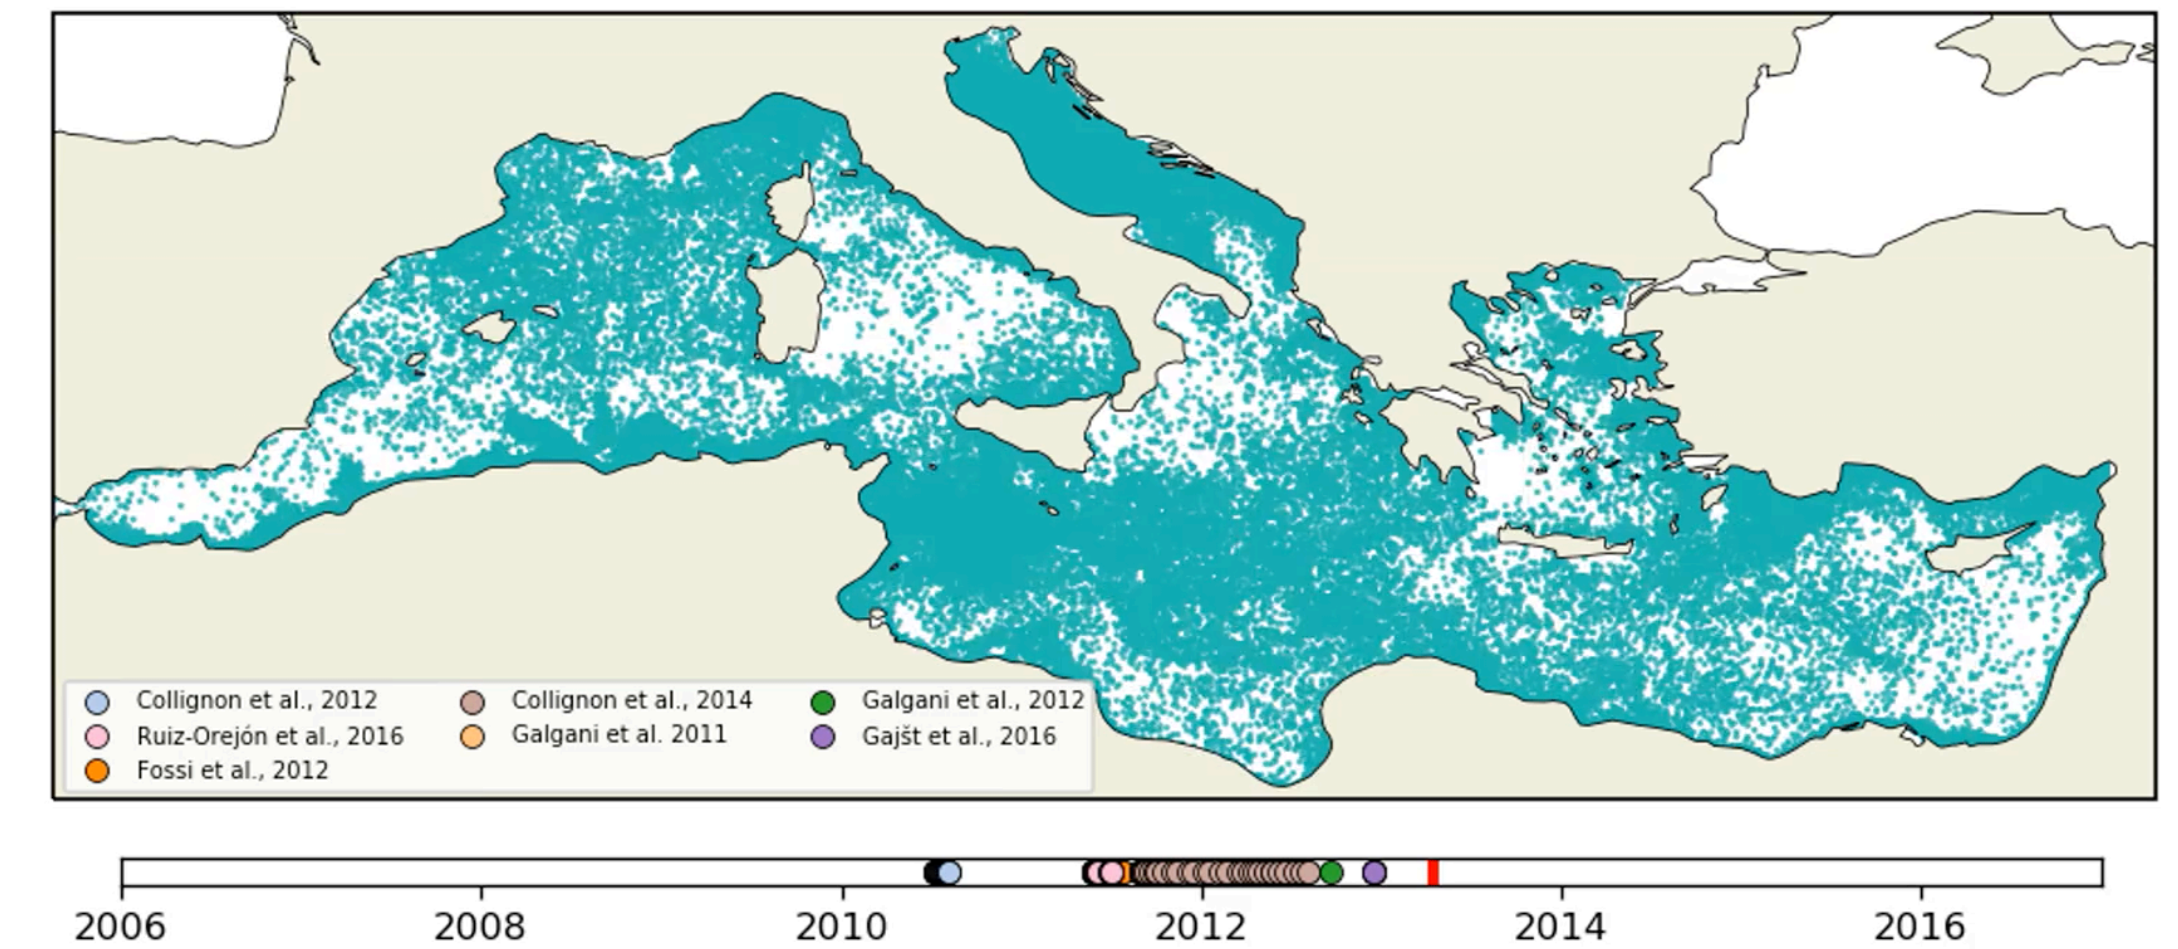 Collignon et al., 2012 Collignon et al., 2014 Galgani et al., 2012
Ruiz-Orejón et al., 2016 Galgani et al. 2011 Gajšt et al., 2016
Fossi et al., 2012
2006 2008 2010 2012 2014 2016